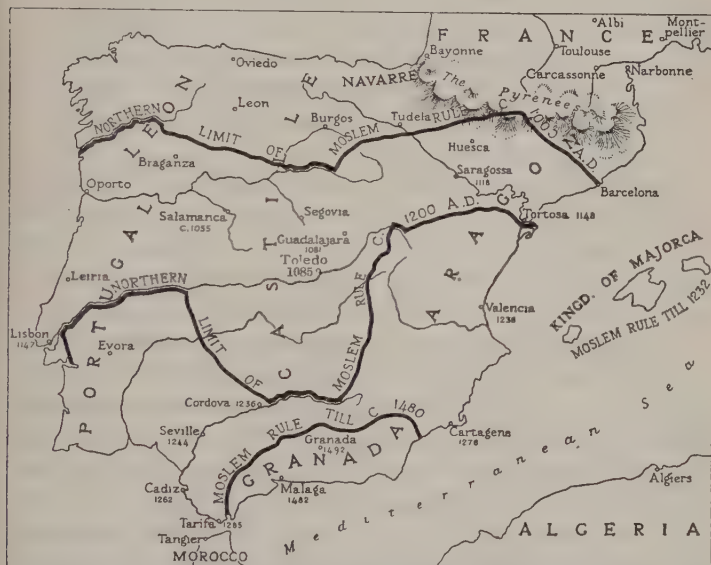 FRANCE
Albi
Mont-
pellier
Bayonne
Toulouse
Oviedo
NAVARRE
The Pyrenees
Carcassonne
Narbonne
Leon
LEON
NORTHERN LIMIT OF MOSLEM RULE C. 1065 A.D.
Burgos
Tudela
Huesca
Braganza
Saragossa
1118
Oporto
Barcelona
CASTILE
ARAGO
Salamanca
C. 1055
Segovia
Tortosa 1148
Guadalajara
1081
Toledo
1085
PORTUGAL
Leiria
NORTHERN LIMIT OF MOSLEM RULE C. 1200 A.D.
KINGD. OF MAJORCA
MOSLEM RULE TILL 1232
Valencia
1238
Lisbon
1147
Evora
Cordova 1236
Seville
1244
MOSLEM RULE TILL C 1480
Granada
1492
GRANADA
Cartagena
1278
Cadiz
1262
Malaga
1482
Mediterranean Sea
Algiers
Tarifa 1285
Tangier
MOROCCO
ALGERIA